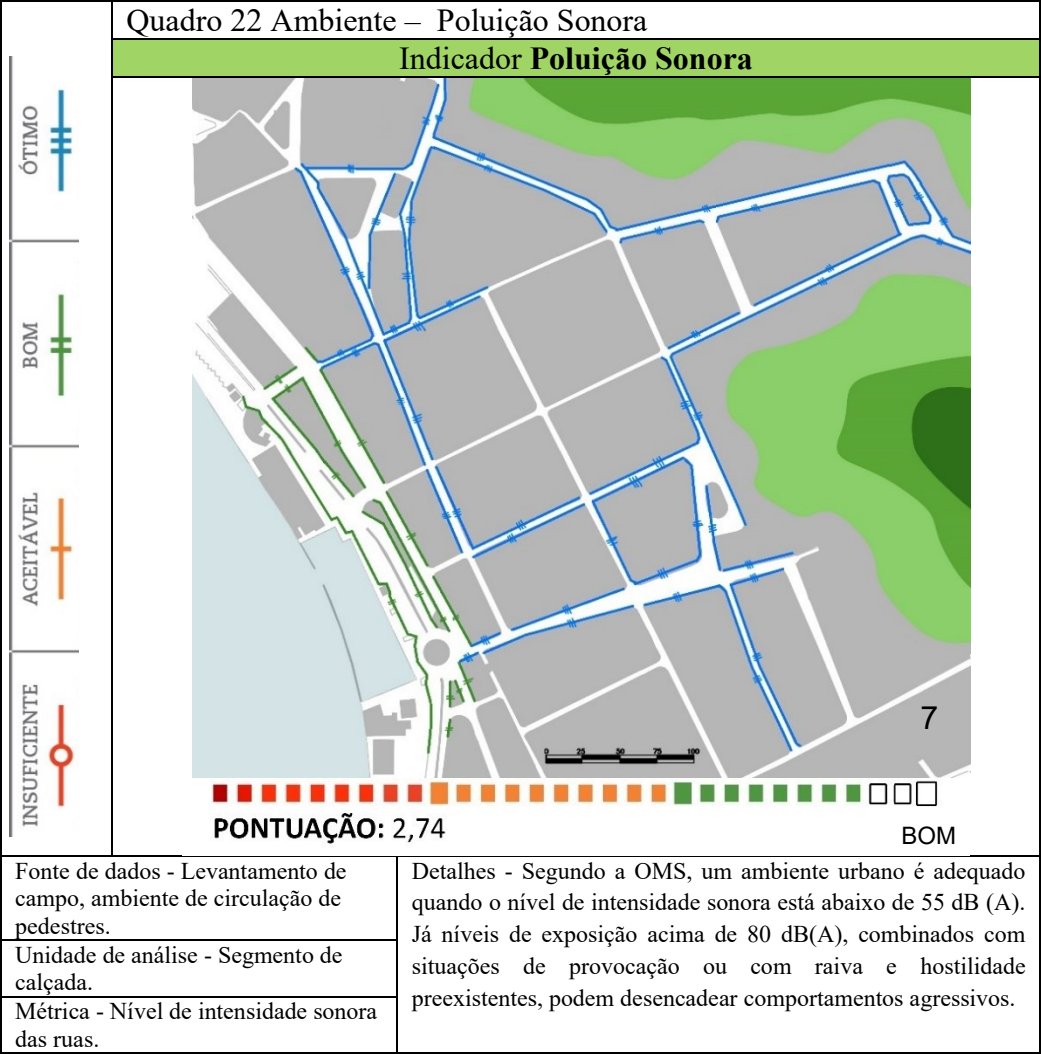 Quadro 22 Ambiente – Poluição Sonora
Indicador Poluição Sonora
ÓTIMO
BOM
ACEITÁVEL
INSUFICIENTE
7
0 25 50 75 100
PONTUAÇÃO: 2,74
BOM
Fonte de dados - Levantamento de
campo, ambiente de circulação de
pedestres.
Unidade de análise - Segmento de
calçada.
Métrica - Nível de intensidade sonora
das ruas.
Detalhes - Segundo a OMS, um ambiente urbano é adequado
quando o nível de intensidade sonora está abaixo de 55 dB (A).
Já níveis de exposição acima de 80 dB(A), combinados com
situações de provocação ou com raiva e hostilidade
preexistentes, podem desencadear comportamentos agressivos.